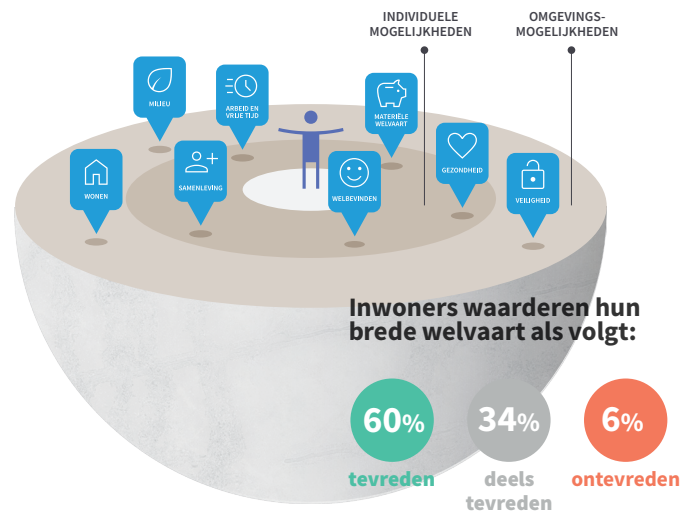 INDIVIDUELE
MOGELIJKHEDEN
OMGEVINGS-
MOGELIJKHEDEN
MILIEU
ARBEID EN
VRIJE TIJD
MATERIËLE
WELVAART
GEZONDHEID
WONEN
SAMENLEVING
WELBEVINDEN
VEILIGHEID
Inwoners waarderen hun
brede welvaart als volgt:
60%
34%
6%
tevreden
deels
tevreden
ontevreden